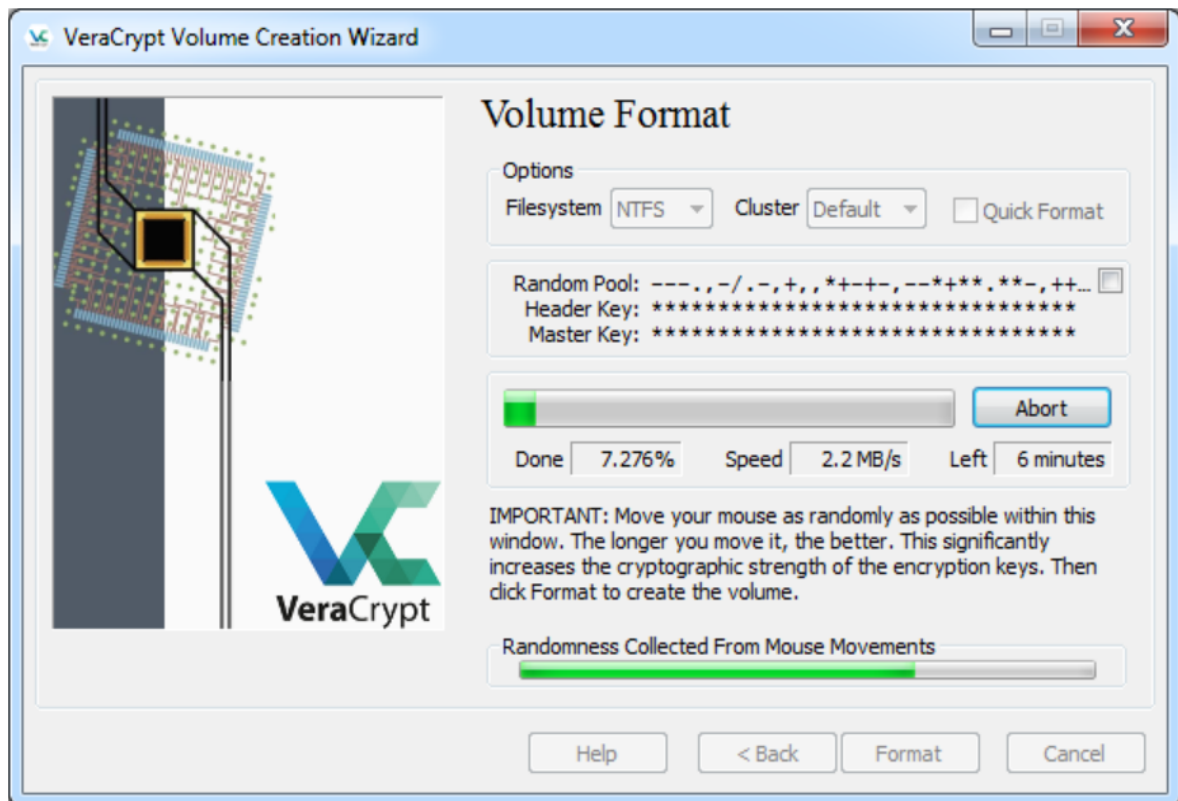 VeraCrypt Volume Creation Wizard
Volume Format
Options
Filesystem NTFS Cluster Default Quick Format
Random Pool: ---.,-/.-,+,,*+-+-,--*+**.**-,++...
Header Key: ********************************
Master Key: ********************************
Abort
Done 7.276% Speed 2.2 MB/s Left 6 minutes
IMPORTANT: Move your mouse as randomly as possible within this
window. The longer you move it, the better. This significantly
increases the cryptographic strength of the encryption keys. Then
click Format to create the volume.
VeraCrypt
Randomness Collected From Mouse Movements
Help < Back Format Cancel